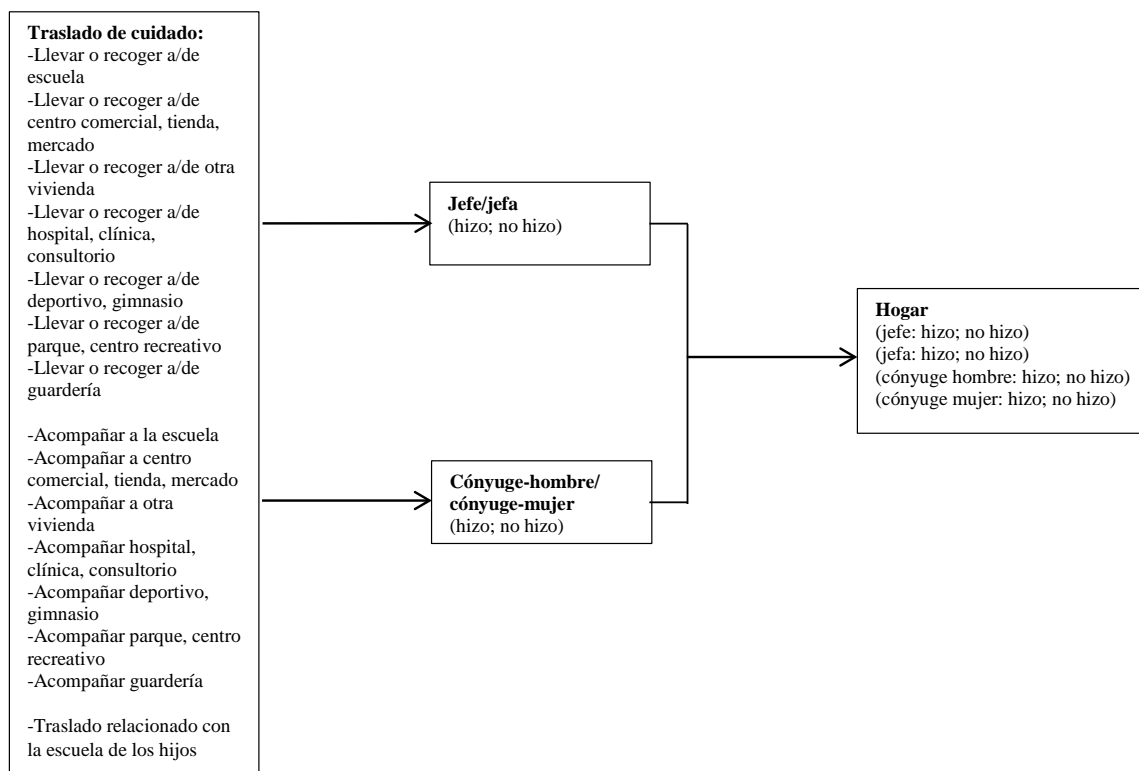 Traslado de cuidado:
-Llevar o recoger a/de
escuela
-Llevar o recoger a/de
centro comercial, tienda,
mercado
-Llevar o recoger a/de otra
vivienda
-Llevar o recoger a/de
hospital, clínica,
consultorio
-Llevar o recoger a/de
deportivo, gimnasio
-Llevar o recoger a/de
parque, centro recreativo
-Llevar o recoger a/de
guardería
-Acompañar a la escuela
-Acompañar a centro
comercial, tienda, mercado
-Acompañar a otra
vivienda
-Acompañar hospital,
clínica, consultorio
-Acompañar deportivo,
gimnasio
-Acompañar parque, centro
recreativo
-Acompañar guardería
-Traslado relacionado con
la escuela de los hijos
Jefe/jefa
(hizo; no hizo)
Cónyuge-hombre/
cónyuge-mujer
(hizo; no hizo)
Hogar
(jefe: hizo; no hizo)
(jefa: hizo; no hizo)
(cónyuge hombre: hizo; no hizo)
(cónyuge mujer: hizo; no hizo)